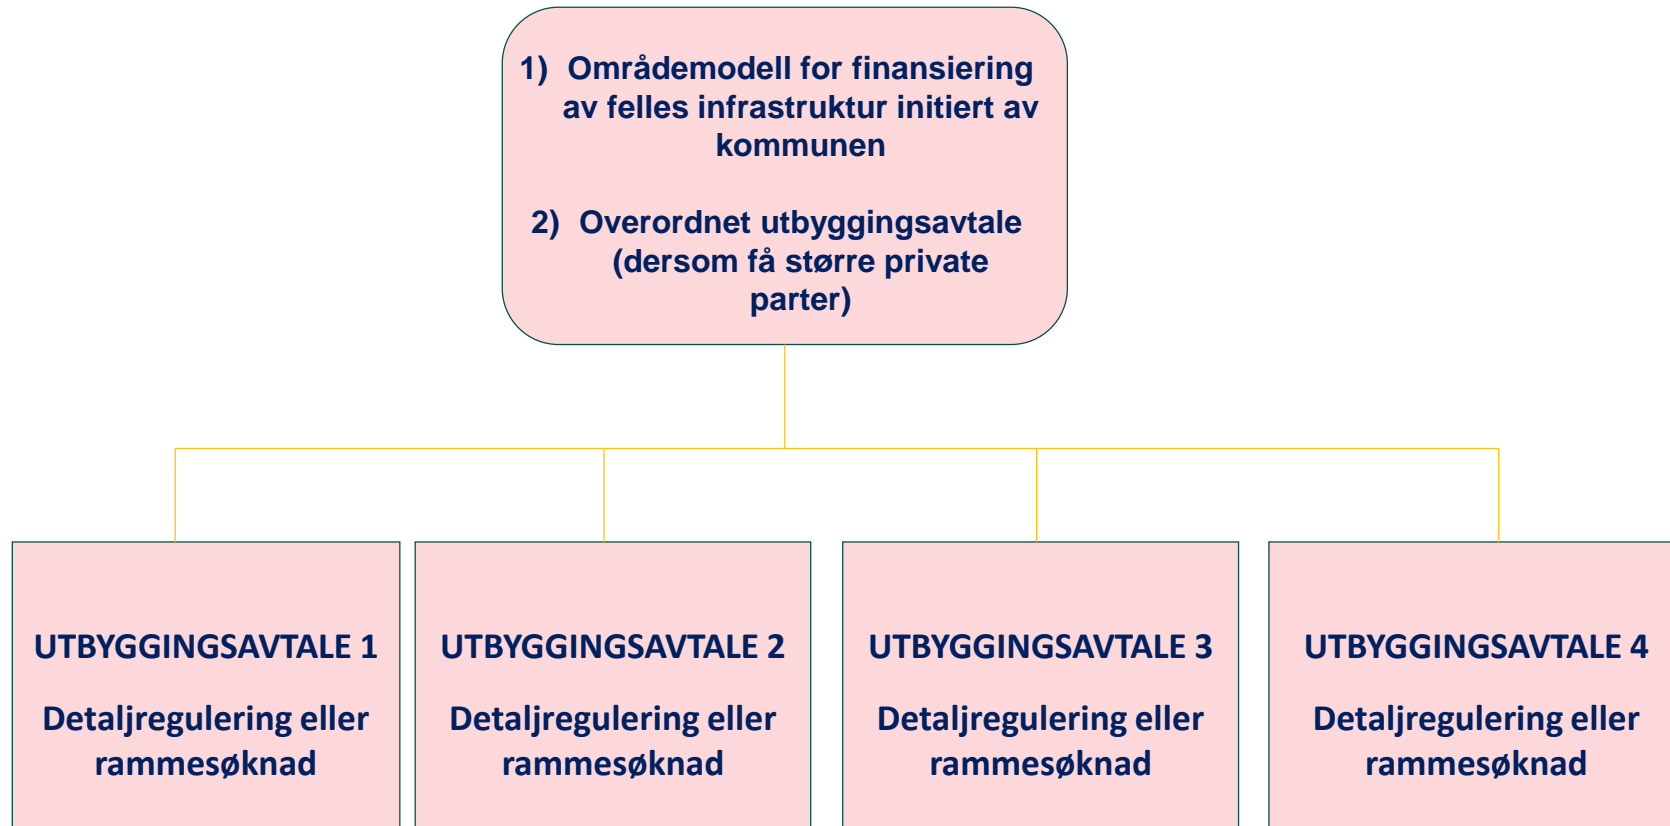 1) Områdemodell for finansiering
av felles infrastruktur initiert av
kommunen
2) Overordnet utbyggingsavtale
(dersom få større private
parter)
UTBYGGINGSAVTALE 1
Detaljregulering eller
rammesøknad
UTBYGGINGSAVTALE 2
Detaljregulering eller
rammesøknad
UTBYGGINGSAVTALE 3
Detaljregulering eller
rammesøknad
UTBYGGINGSAVTALE 4
Detaljregulering eller
rammesøknad